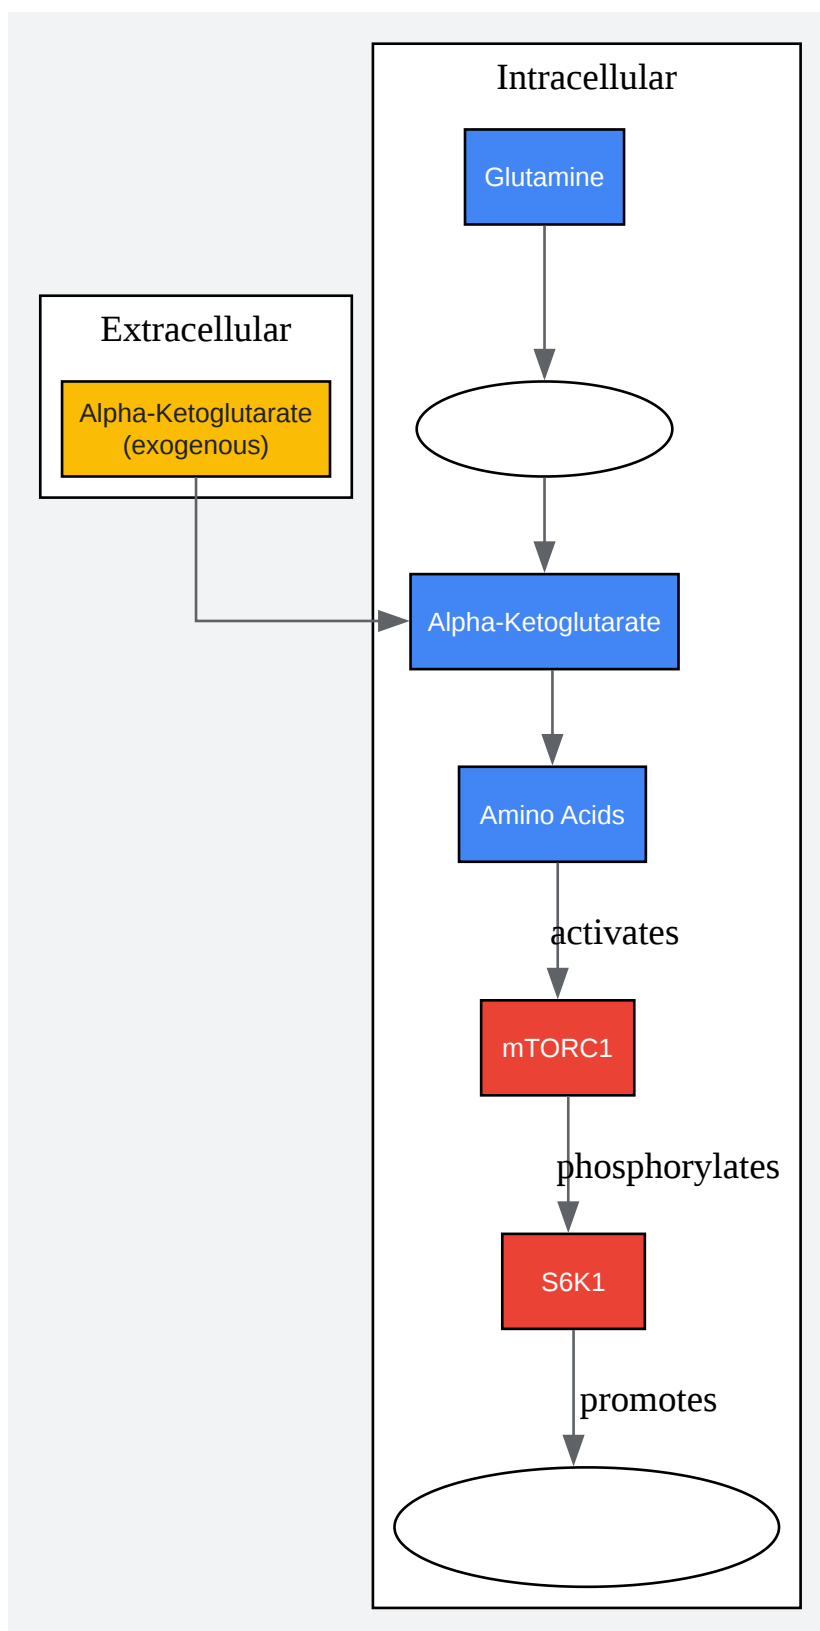 Intracellular
Glutamine
Extracellular
Alpha-Ketoglutarate
(exogenous)
Alpha-Ketoglutarate
Amino Acids
activates
mTORC1
phosphorylates
S6K1
promotes